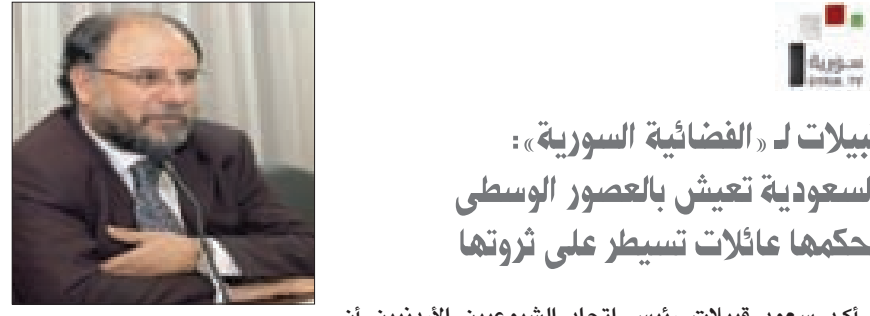 سورية
بيلات لـ «الفضائية السورية»:
لسعودية تعيش بالعصور الوسطى
حكمها عائلات تسيطر على ثروتها
أكد سعود قبيلات رئيس اتحاد الشيوعيين الأردنيين أن